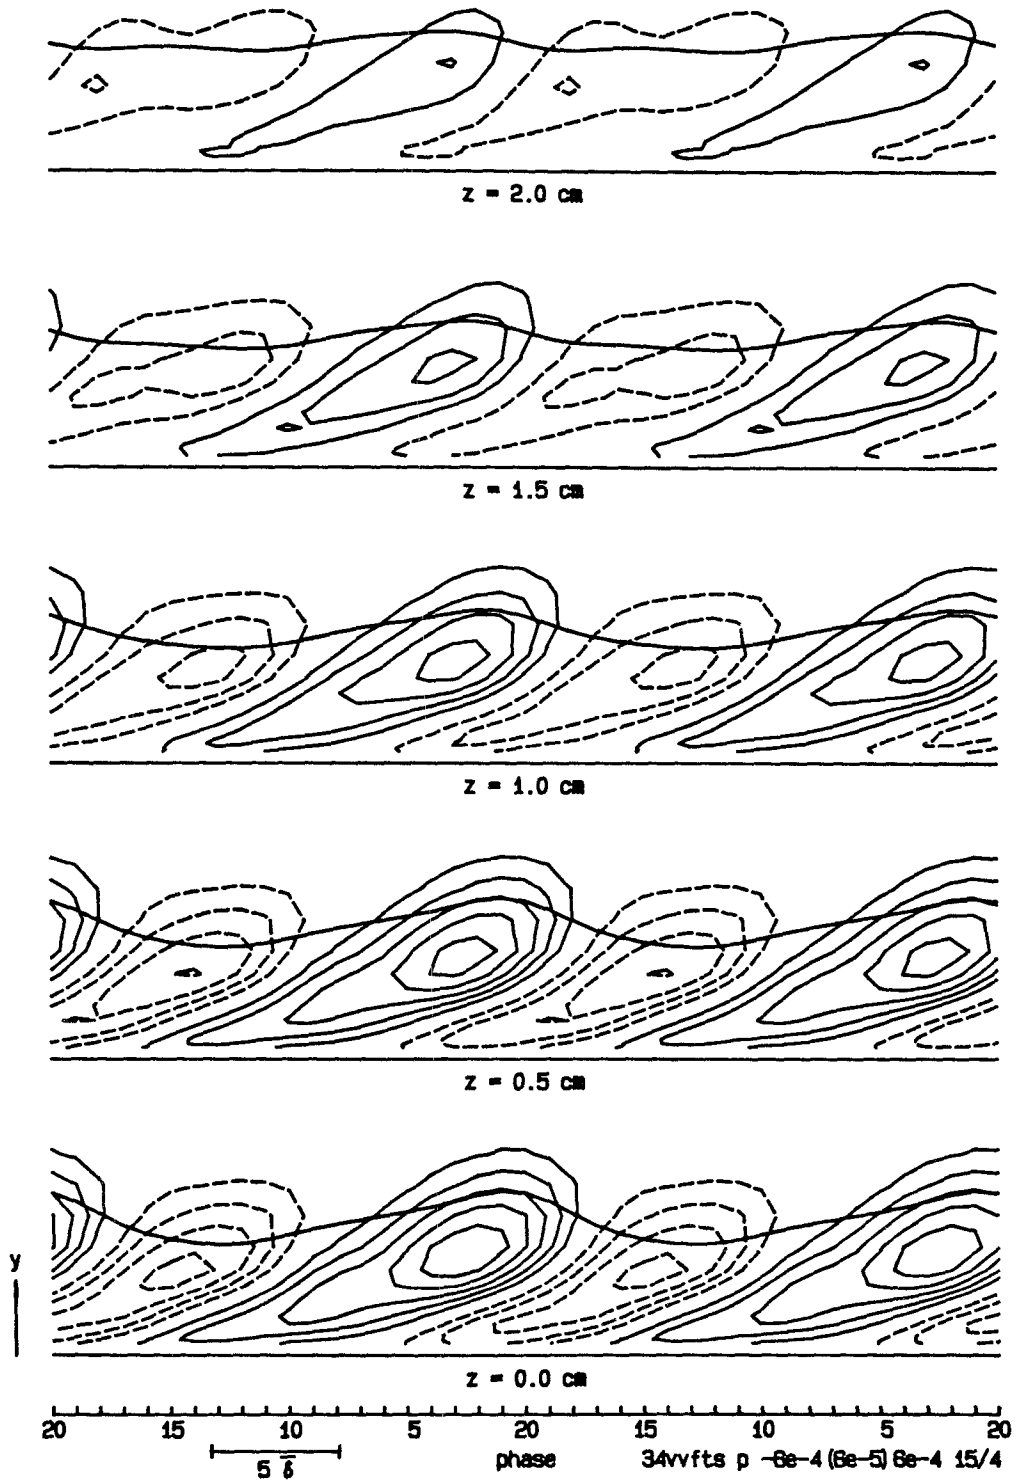 z = 2.0 cm
z = 1.5 cm
z = 1.0 cm
z = 0.5 cm
y
z = 0.0 cm
20 15 10 5 20 15 10 5 20
5 δ̅
phase
34vvfts p -6e-4 (6e-5) 6e-4 15/4